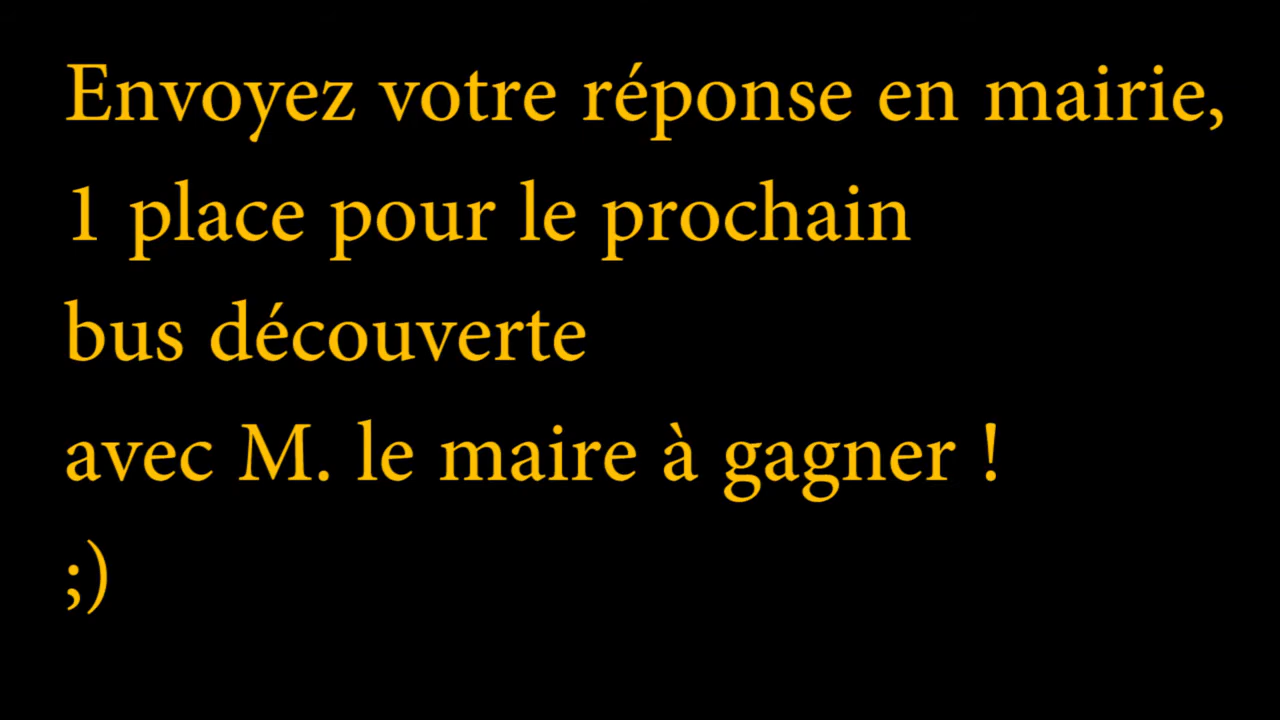 Envoyez votre réponse en mairie,
1 place pour le prochain
bus découverte
avec M. le maire à gagner !
;)